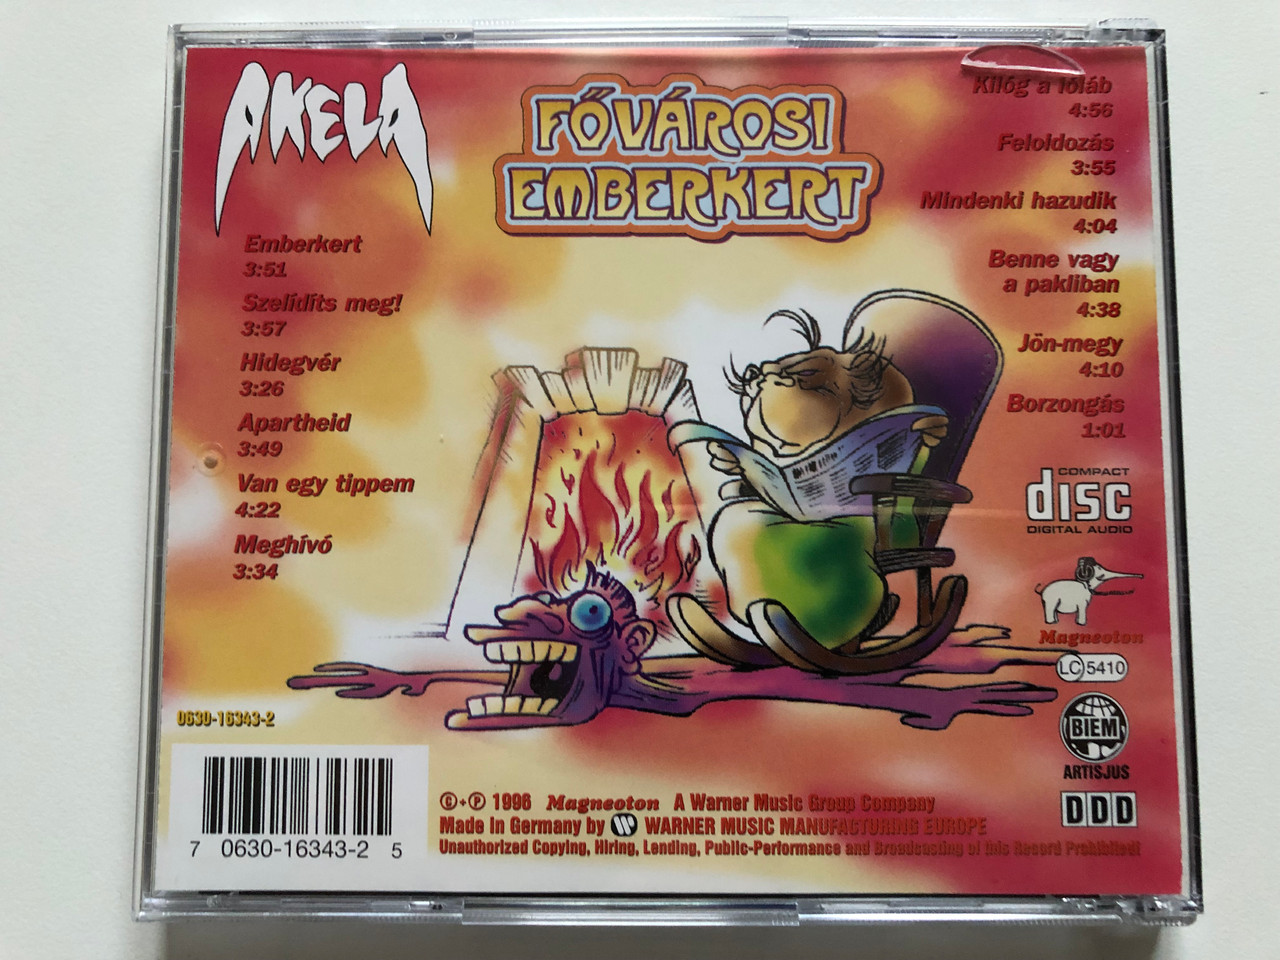 AKELA
FŐVÁROSI
EMBERKERT
Emberkert
3:51
Szelídíts meg!
3:57
Hidegvér
3:26
Apartheid
3:49
Van egy tippem
4:22
Meghívó
3:34
Kilóg a lóláb
4:56
Feloldozás
3:55
Mindenki hazudik
4:04
Benne vagy
a pakliban
4:38
Jön-megy
4:10
Borzongás
1:01
COMPACT
disc
DIGITAL AUDIO
Magneoton
LC 5410
BIEM
ARTISJUS
DDD
0630-16343-2
7 0630-16343-2 5
© + ℗ 1996 Magneoton A Warner Music Group Company
Made In Germany by WARNER MUSIC MANUFACTURING EUROPE
Unauthorized Copying, Hiring, Lending, Public-Performance and Broadcasting of this Record Prohibited!